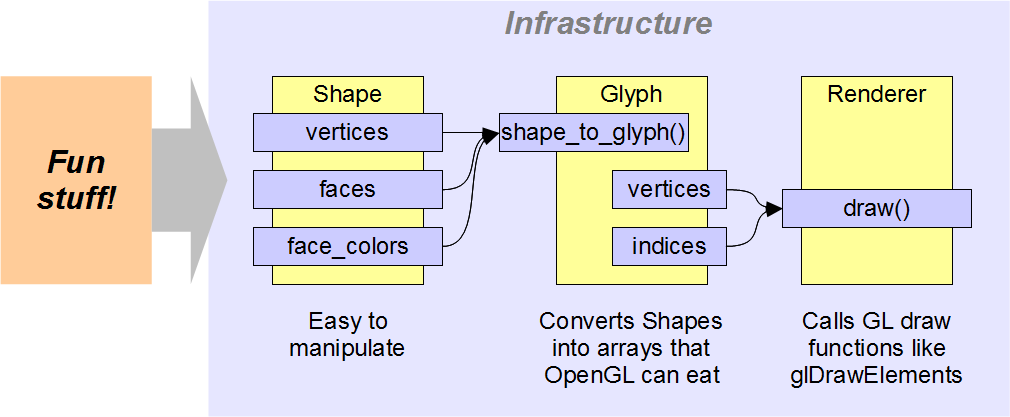 Infrastructure
Fun
stuff!
Shape
vertices
faces
face_colors
Easy to
manipulate
Glyph
shape_to_glyph()
vertices
indices
Converts Shapes
into arrays that
OpenGL can eat
Renderer
draw()
Calls GL draw
functions like
glDrawElements